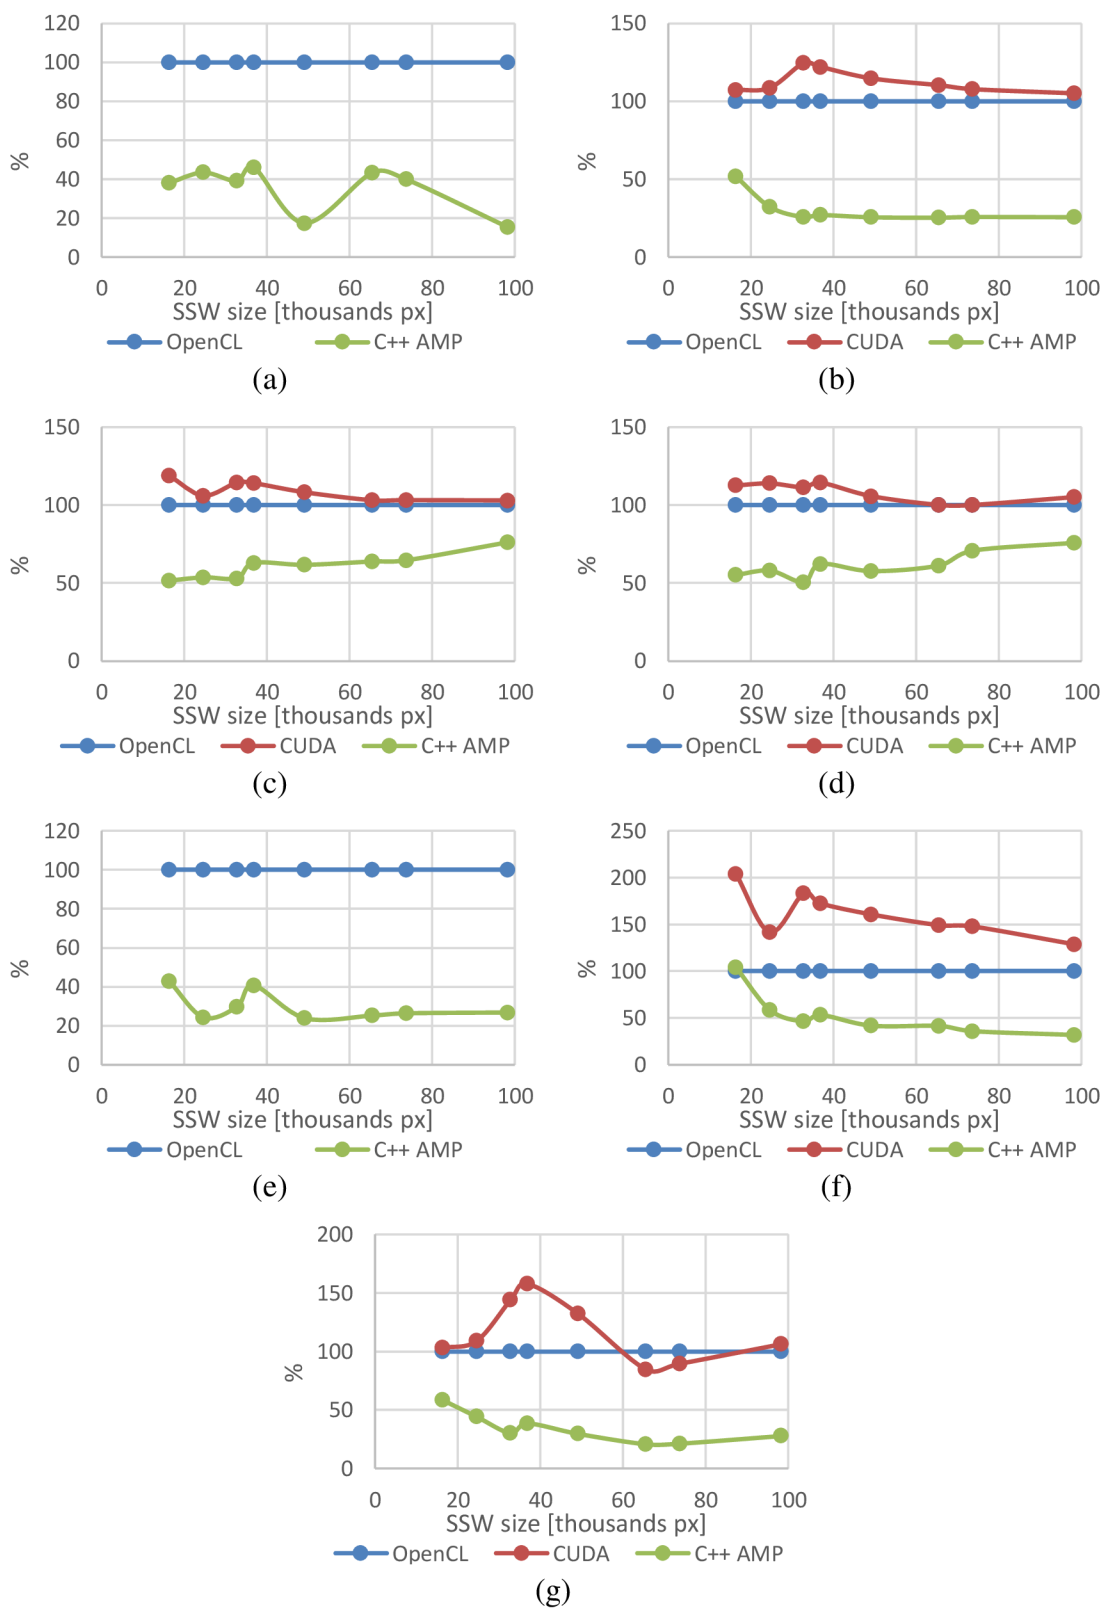 120
100
80
60
40
20
0
%
0 20 40 60 80 100
SSW size [thousands px]
OpenCL C++ AMP
(a)
150
100
50
0
%
0 20 40 60 80 100
SSW size [thousands px]
OpenCL CUDA C++ AMP
(b)
150
100
50
0
%
0 20 40 60 80 100
SSW size [thousands px]
OpenCL CUDA C++ AMP
(c)
150
100
50
0
%
0 20 40 60 80 100
SSW size [thousands px]
OpenCL CUDA C++ AMP
(d)
120
100
80
60
40
20
0
%
0 20 40 60 80 100
SSW size [thousands px]
OpenCL C++ AMP
(e)
250
200
150
100
50
0
%
0 20 40 60 80 100
SSW size [thousands px]
OpenCL CUDA C++ AMP
(f)
200
150
100
50
0
%
0 20 40 60 80 100
SSW size [thousands px]
OpenCL CUDA C++ AMP
(g)